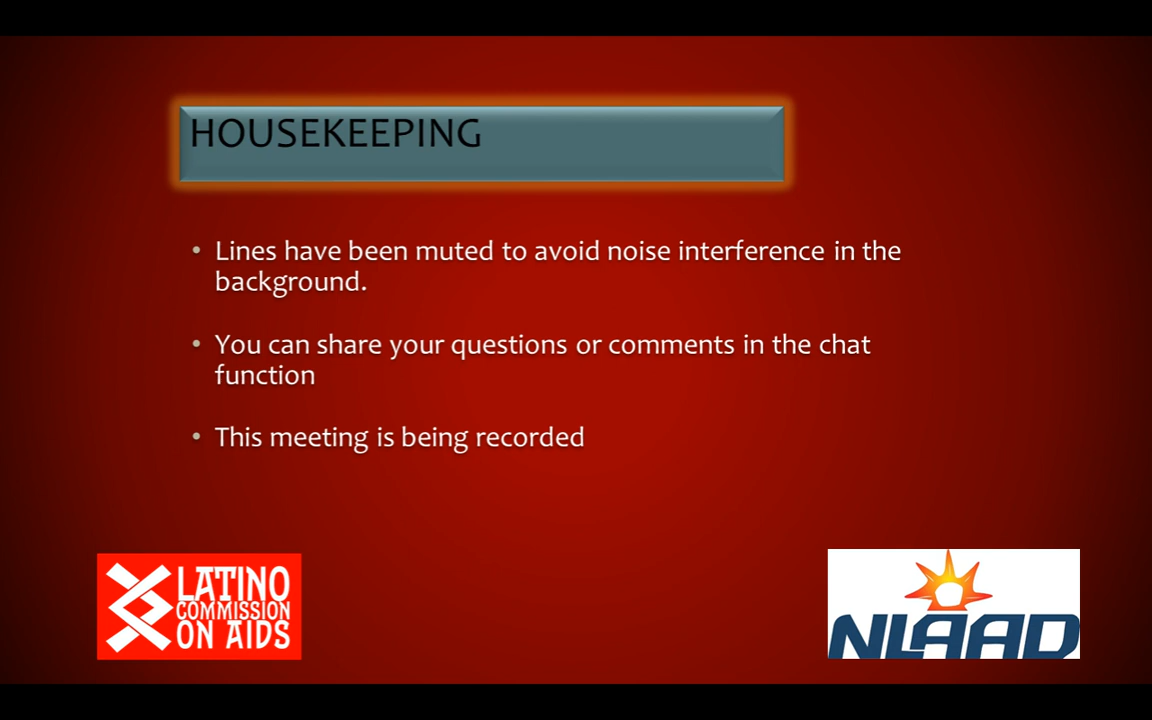 HOUSEKEEPING
• Lines have been muted to avoid noise interference in the
background.
• You can share your questions or comments in the chat
function
• This meeting is being recorded
LATINO
COMMISSION
ON AIDS
NLAAD